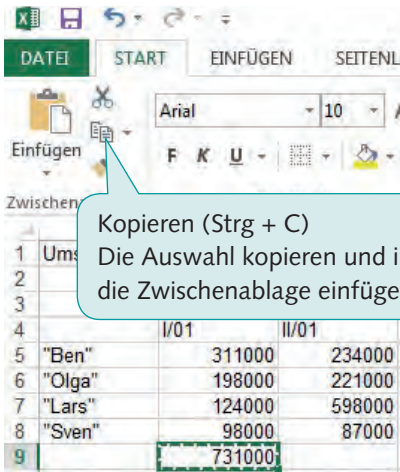 DATEI START EINFÜGEN SEITENL
Arial 10
Einfügen F K U
Zwischen
Kopieren (Strg + C)
Die Auswahl kopieren und i
die Zwischenablage einfüge
1 Ums
2
3
4 I/01 II/01
5 "Ben" 311000 234000
6 "Olga" 198000 221000
7 "Lars" 124000 598000
8 "Sven" 98000 87000
9 731000